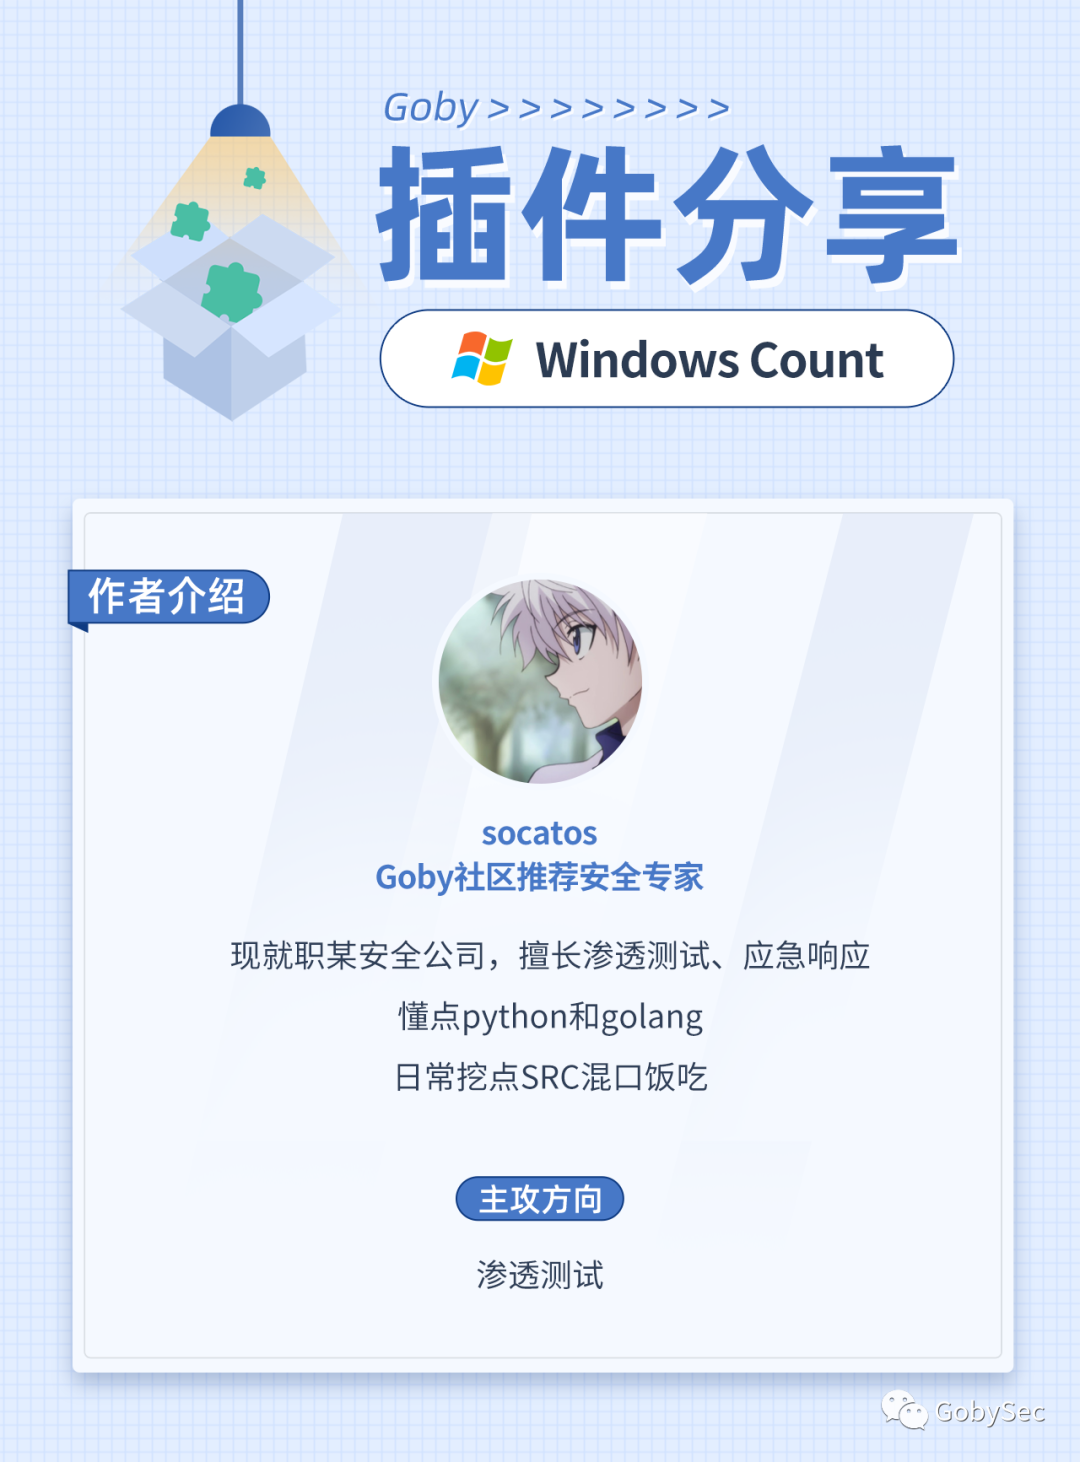 Goby>>>>>>>>
插件分享
Windows Count
作者介绍
socatos
Goby社区推荐安全专家
现就职某安全公司，擅长渗透测试、应急响应
懂点python和golang
日常挖点SRC混口饭吃
主攻方向
渗透测试
GobySec